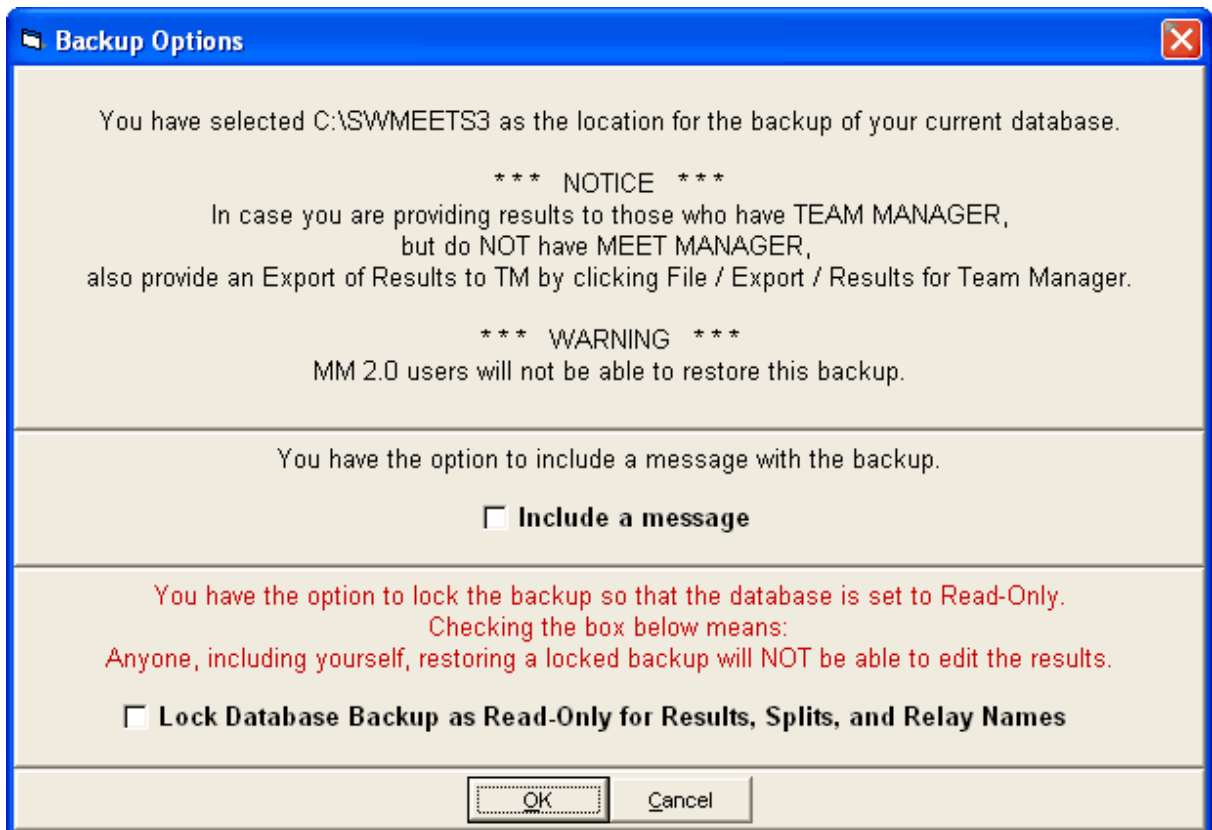 Backup Options
You have selected C:\SWMEETS3 as the location for the backup of your current database.
* * * NOTICE * * *
In case you are providing results to those who have TEAM MANAGER,
but do NOT have MEET MANAGER,
also provide an Export of Results to TM by clicking File / Export / Results for Team Manager.
* * * WARNING * * *
MM 2.0 users will not be able to restore this backup.
You have the option to include a message with the backup.
Include a message
You have the option to lock the backup so that the database is set to Read-Only.
Checking the box below means:
Anyone, including yourself, restoring a locked backup will NOT be able to edit the results.
Lock Database Backup as Read-Only for Results, Splits, and Relay Names
OK Cancel